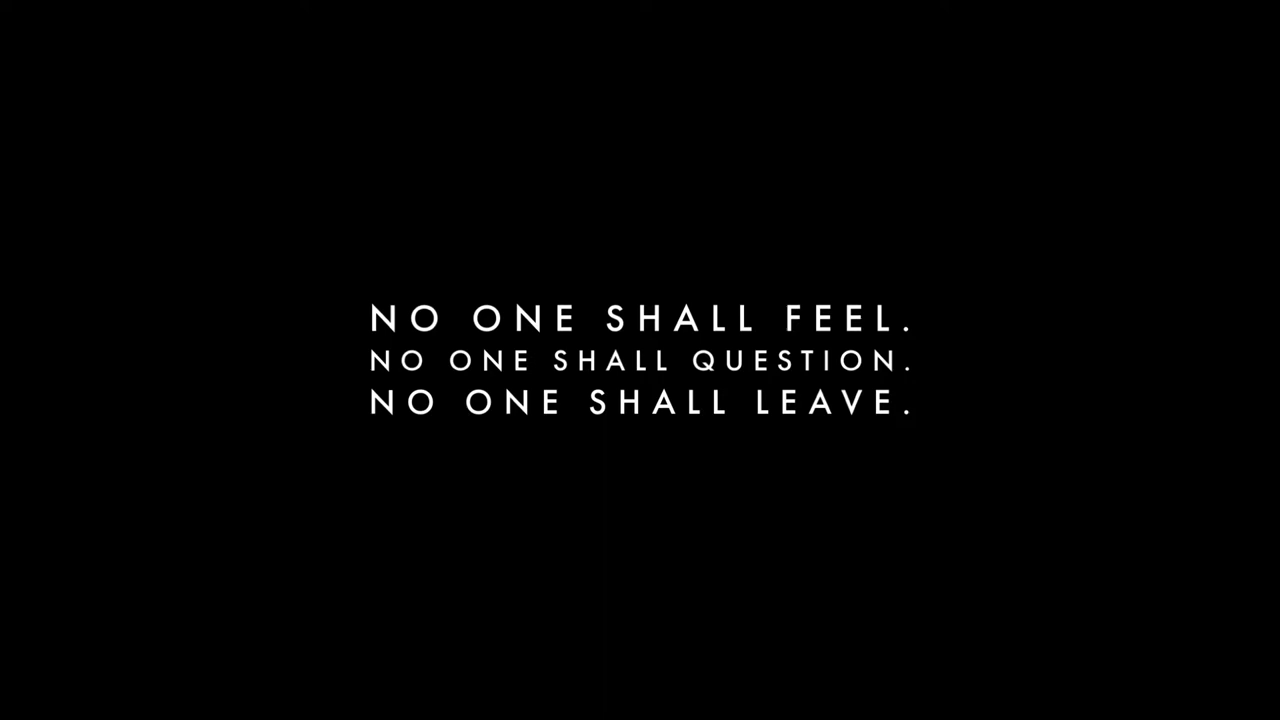 NO ONE SHALL FEEL.
NO ONE SHALL QUESTION.
NO ONE SHALL LEAVE.